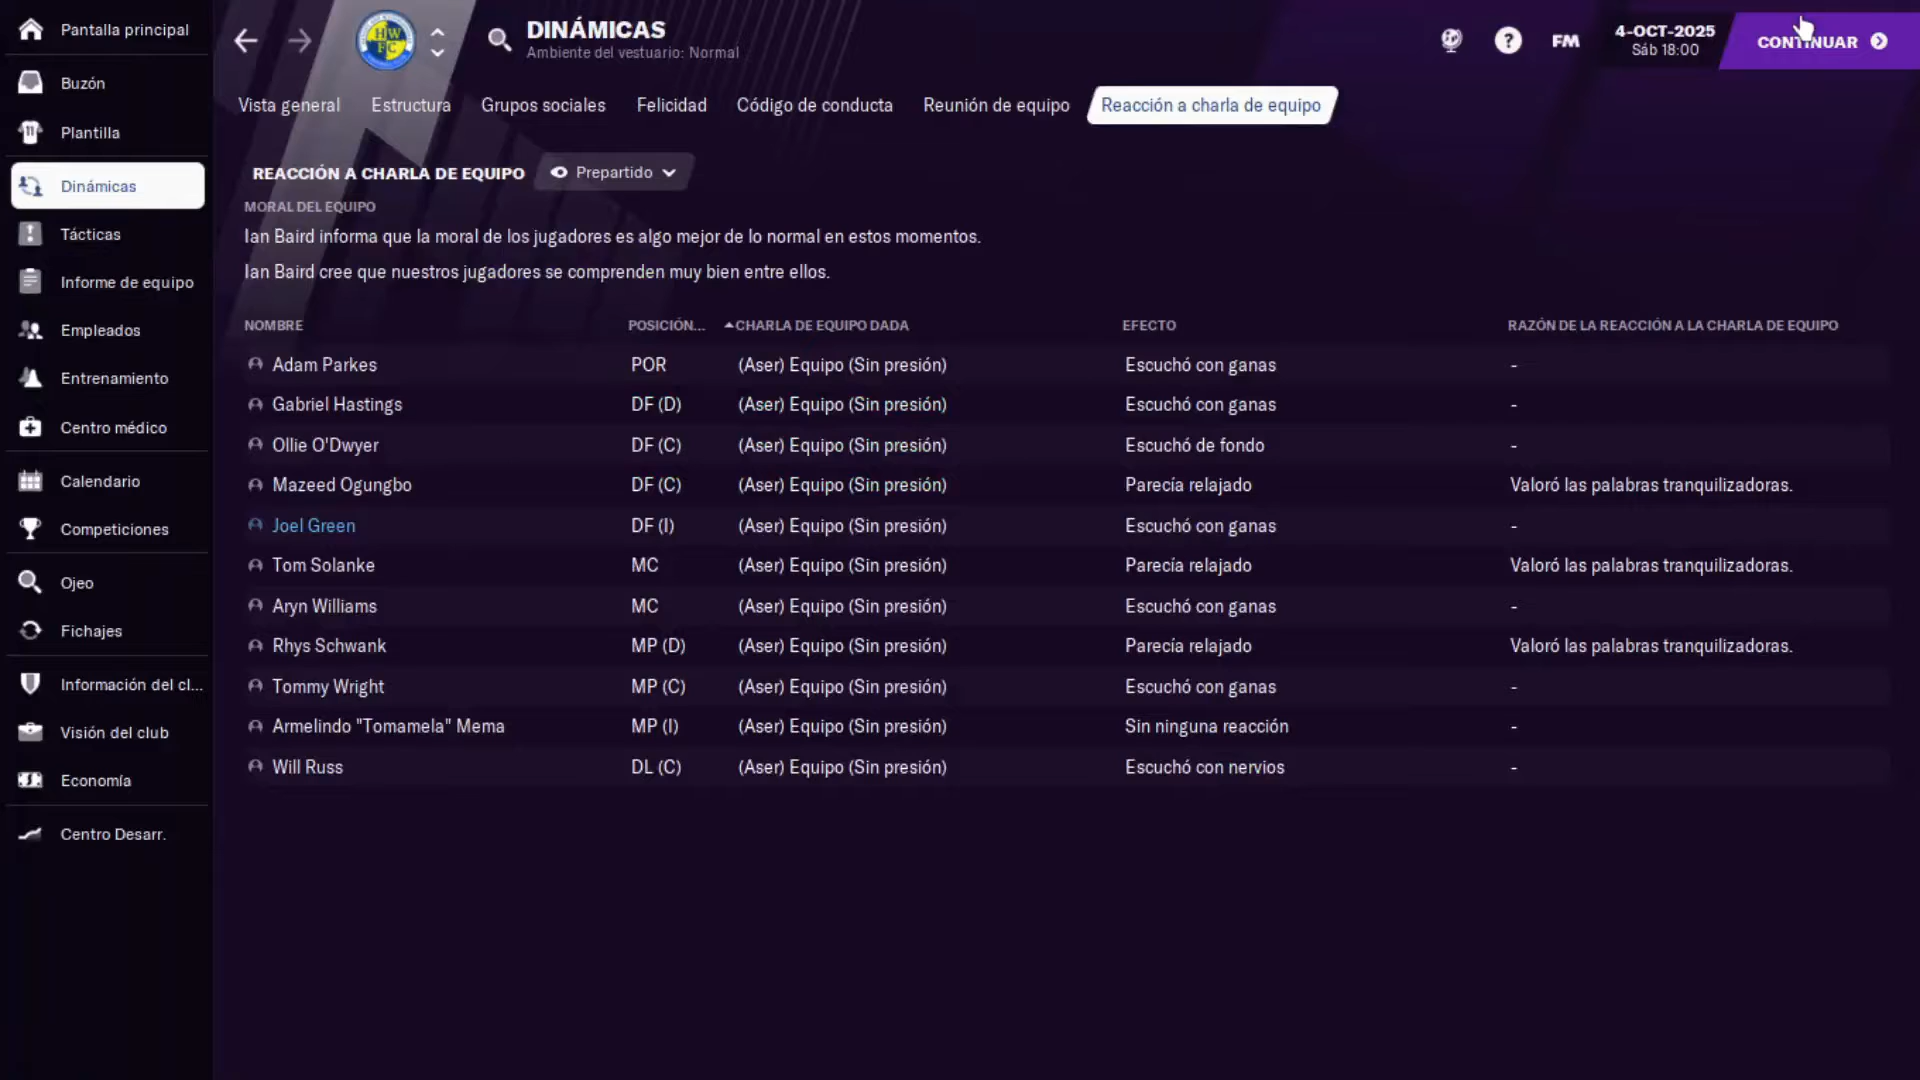 Pantalla principal
Buzón
Plantilla
Dinámicas
Tácticas
Informe de equipo
Empleados
Entrenamiento
Centro médico
Calendario
Competiciones
Ojeo
Fichajes
Información del cl...
Visión del club
Economía
Centro Desarr.
HW
FC
DINÁMICAS
Ambiente del vestuario: Normal
FM
4-OCT-2025
Sáb 18:00
CONTINUAR
Vista general Estructura Grupos sociales Felicidad Código de conducta Reunión de equipo Reacción a charla de equipo
REACCIÓN A CHARLA DE EQUIPO Prepartido
MORAL DEL EQUIPO
Ian Baird informa que la moral de los jugadores es algo mejor de lo normal en estos momentos.
Ian Baird cree que nuestros jugadores se comprenden muy bien entre ellos.
NOMBRE POSICIÓN... CHARLA DE EQUIPO DADA EFECTO RAZÓN DE LA REACCIÓN A LA CHARLA DE EQUIPO
Adam Parkes POR (Aser) Equipo (Sin presión) Escuchó con ganas -
Gabriel Hastings DF (D) (Aser) Equipo (Sin presión) Escuchó con ganas -
Ollie O'Dwyer DF (C) (Aser) Equipo (Sin presión) Escuchó de fondo -
Mazeed Ogungbo DF (C) (Aser) Equipo (Sin presión) Parecía relajado Valoró las palabras tranquilizadoras.
Joel Green DF (I) (Aser) Equipo (Sin presión) Escuchó con ganas -
Tom Solanke MC (Aser) Equipo (Sin presión) Parecía relajado Valoró las palabras tranquilizadoras.
Aryn Williams MC (Aser) Equipo (Sin presión) Escuchó con ganas -
Rhys Schwank MP (D) (Aser) Equipo (Sin presión) Parecía relajado Valoró las palabras tranquilizadoras.
Tommy Wright MP (C) (Aser) Equipo (Sin presión) Escuchó con ganas -
Armelindo "Tomamela" Mema MP (I) (Aser) Equipo (Sin presión) Sin ninguna reacción -
Will Russ DL (C) (Aser) Equipo (Sin presión) Escuchó con nervios -